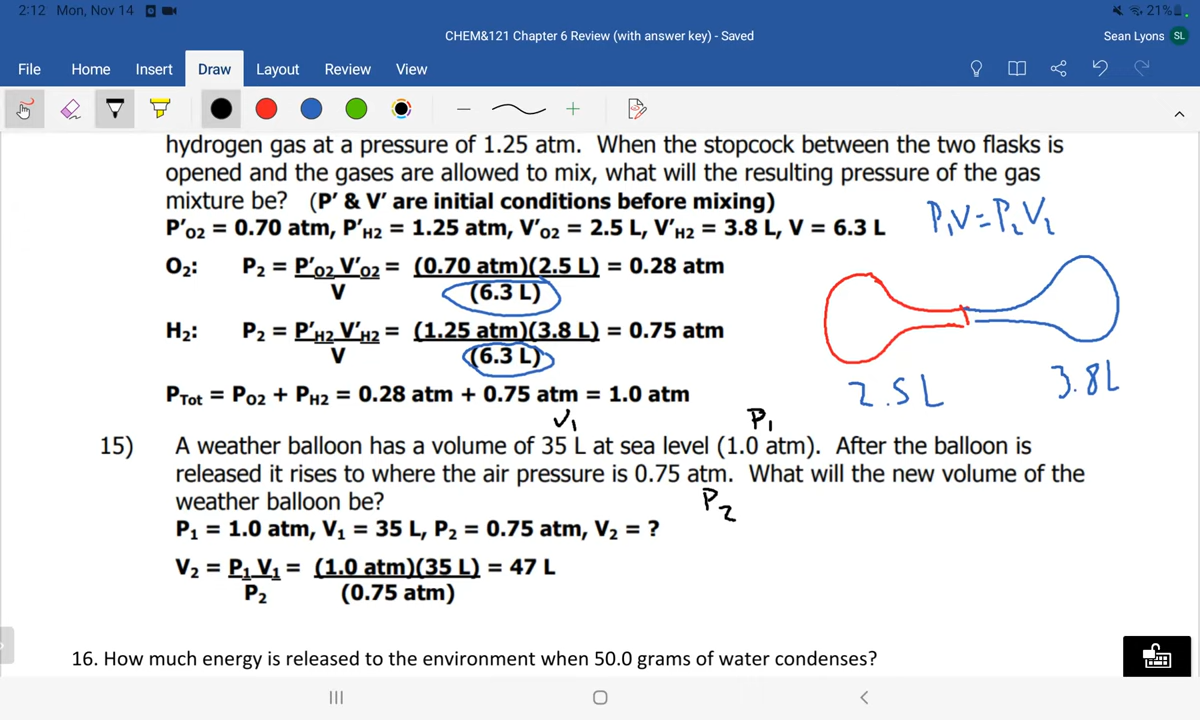 2:12 Mon, Nov 14
21%
CHEM&121 Chapter 6 Review (with answer key) - Saved
Sean Lyons SL
File Home Insert Draw Layout Review View
hydrogen gas at a pressure of 1.25 atm. When the stopcock between the two flasks is
opened and the gases are allowed to mix, what will the resulting pressure of the gas
mixture be? (P' & V' are initial conditions before mixing)
P'O2 = 0.70 atm, P'H2 = 1.25 atm, V'O2 = 2.5 L, V'H2 = 3.8 L, V = 6.3 L
P₁V=P₂V₂
O₂: P₂ = P'O2 V'O2 = (0.70 atm)(2.5 L) = 0.28 atm
V (6.3 L)
H₂: P₂ = P'H2 V'H2 = (1.25 atm)(3.8 L) = 0.75 atm
V (6.3 L)
2.5 L 3.8 L
PTot = PO2 + PH2 = 0.28 atm + 0.75 atm = 1.0 atm
V₁ P₁
15) A weather balloon has a volume of 35 L at sea level (1.0 atm). After the balloon is
released it rises to where the air pressure is 0.75 atm. What will the new volume of the
weather balloon be?
P₂
P₁ = 1.0 atm, V₁ = 35 L, P₂ = 0.75 atm, V₂ = ?
V₂ = P₁ V₁ = (1.0 atm)(35 L) = 47 L
P₂ (0.75 atm)
16. How much energy is released to the environment when 50.0 grams of water condenses?